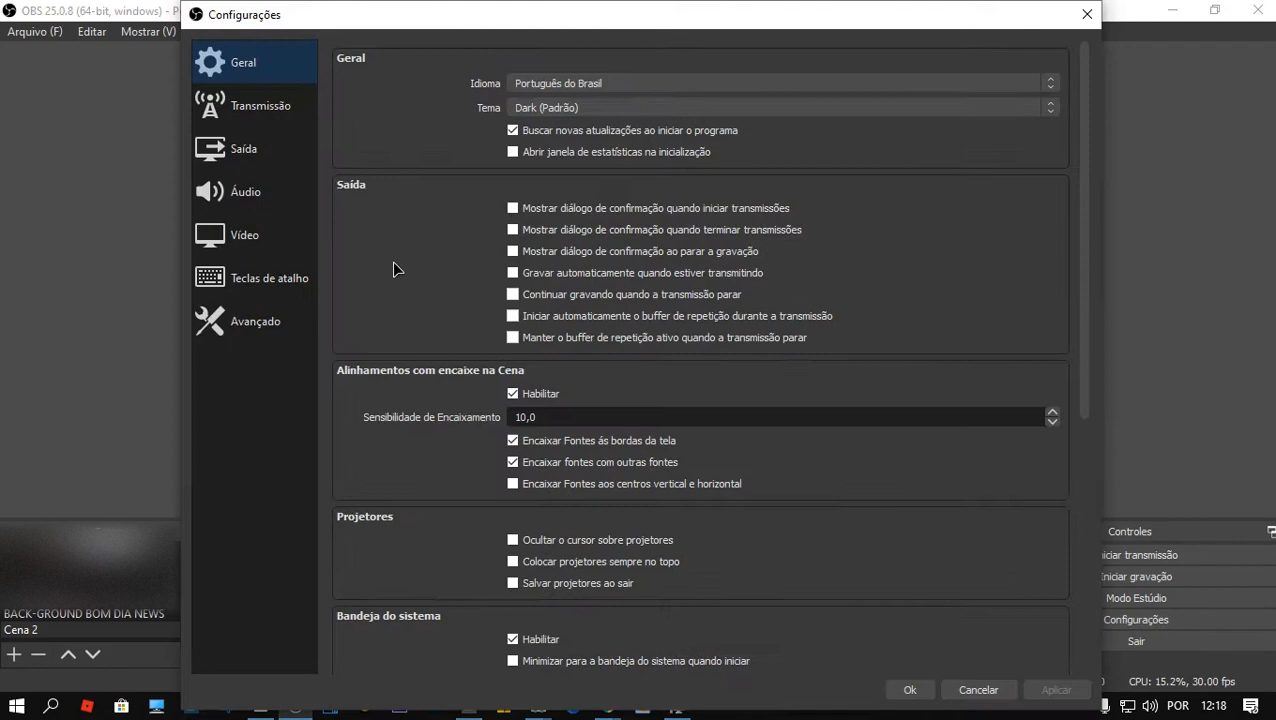 OBS 25.0.8 (64-bit, windows) - P
Configurações
Arquivo (F) Editar Mostrar (V)
Geral
Transmissão
Saída
Áudio
Vídeo
Teclas de atalho
Avançado
Geral
Idioma Português do Brasil
Tema Dark (Padrão)
Buscar novas atualizações ao iniciar o programa
Abrir janela de estatísticas na inicialização
Saída
Mostrar diálogo de confirmação quando iniciar transmissões
Mostrar diálogo de confirmação quando terminar transmissões
Mostrar diálogo de confirmação ao parar a gravação
Gravar automaticamente quando estiver transmitindo
Continuar gravando quando a transmissão parar
Iniciar automaticamente o buffer de repetição durante a transmissão
Manter o buffer de repetição ativo quando a transmissão parar
Alinhamentos com encaixe na Cena
Habilitar
Sensibilidade de Encaixamento 10,0
Encaixar Fontes ás bordas da tela
Encaixar fontes com outras fontes
Encaixar Fontes aos centros vertical e horizontal
Projetores
Ocultar o cursor sobre projetores
Colocar projetores sempre no topo
Salvar projetores ao sair
Bandeja do sistema
Habilitar
Minimizar para a bandeja do sistema quando iniciar
Ok Cancelar Aplicar
BACK-GROUND BOM DIA NEWS
Cena 2
Controles
iciar transmissão
Iniciar gravação
Modo Estúdio
Configurações
Sair
0 CPU: 15.2%, 30.00 fps
POR 12:18